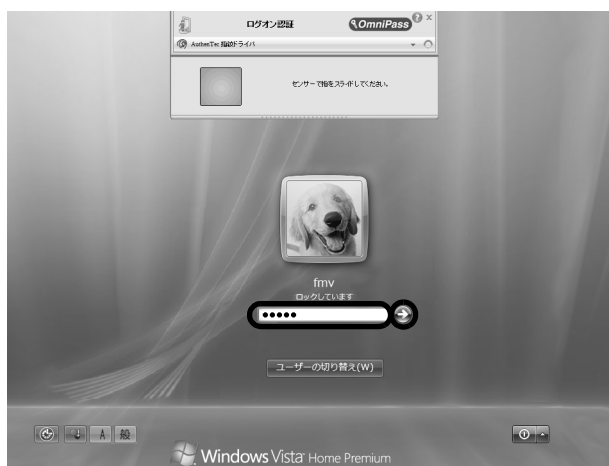 ログオン認証
OmniPass
AuthenTec 指紋ドライバ
センサーで指をスライドしてください。
fmv
ロックしています
ユーザーの切り替え(W)
A 般
Windows Vista Home Premium